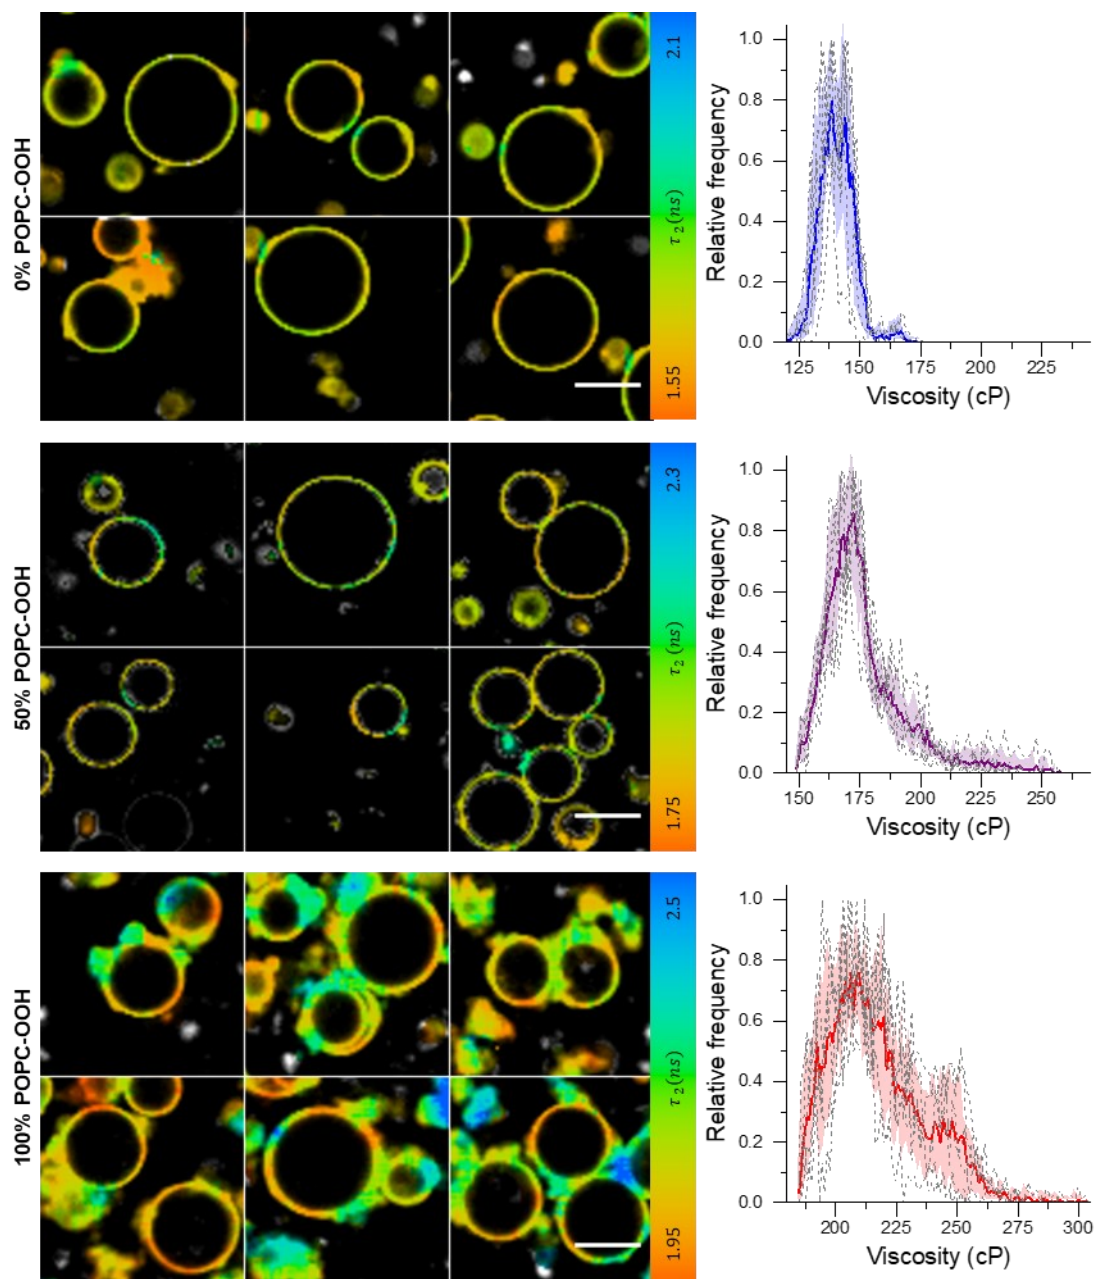 0% POPC-OOH
2.1
τ₂(ns)
1.55
Relative frequency
1.0
0.8
0.6
0.4
0.2
0.0
125 150 175 200 225
Viscosity (cP)
50% POPC-OOH
2.3
τ₂(ns)
1.75
Relative frequency
1.0
0.8
0.6
0.4
0.2
0.0
150 175 200 225 250
Viscosity (cP)
100% POPC-OOH
2.5
τ₂(ns)
1.95
Relative frequency
1.0
0.8
0.6
0.4
0.2
0.0
200 225 250 275 300
Viscosity (cP)